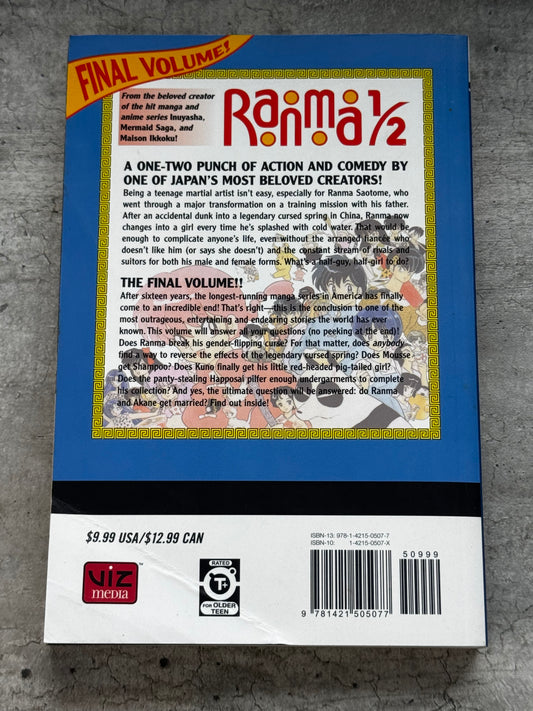 FINAL VOLUME!
From the beloved creator
of the hit manga and
anime series Inuyasha,
Mermaid Saga, and
Maison Ikkoku!
Ranma 1/2
A ONE-TWO PUNCH OF ACTION AND COMEDY BY
ONE OF JAPAN'S MOST BELOVED CREATORS!
Being a teenage martial artist isn't easy, especially for Ranma Saotome, who
went through a major transformation on a training mission with his father.
After an accidental dunk into a legendary cursed spring in China, Ranma now
changes into a girl every time he's splashed with cold water. That would be
enough to complicate anyone's life, even without the arranged fiancée who
doesn't like him (or says she doesn't) and the constant stream of rivals and
suitors for both his male and female forms. What's a half-guy, half-girl to do?
THE FINAL VOLUME!!
After sixteen years, the longest-running manga series in America has finally
come to an incredible end! That's right—this is the conclusion to one of the
most outrageous, entertaining and endearing stories the world has ever
known. This volume will answer all your questions (no peeking at the end)!
Does Ranma break his gender-flipping curse? For that matter, does anybody
find a way to reverse the effects of the legendary cursed spring? Does Mousse
get Shampoo? Does Kuno finally get his little red-headed pig-tailed girl?
Does the panty-stealing Happosai pilfer enough undergarments to complete
his collection? And yes, the ultimate question will be answered: do Ranma
and Akane get married? Find out inside!
$9.99 USA/$12.99 CAN
VIZ
MEDIA
RATED
T+
FOR OLDER
TEEN
ISBN-13: 978-1-4215-0507-7
ISBN-10: 1-4215-0507-X
50999
9 781421 505077